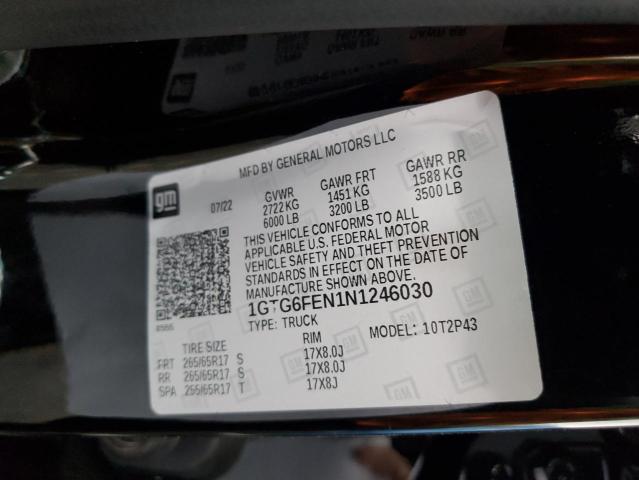 MFD BY GENERAL MOTORS LLC
gm
07/22
GVWR GAWR FRT GAWR RR
2722 KG 1451 KG 1588 KG
6000 LB 3200 LB 3500 LB
THIS VEHICLE CONFORMS TO ALL
APPLICABLE U.S. FEDERAL MOTOR
VEHICLE SAFETY AND THEFT PREVENTION
STANDARDS IN EFFECT ON THE DATE OF
MANUFACTURE SHOWN ABOVE.
1GTG6FEN1N1246030
TYPE: TRUCK MODEL: 10T2P43
TIRE SIZE RIM
FRT 265/65R17 S 17X8.0J
RR 265/65R17 S 17X8.0J
SPA 255/65R17 T 17X8J